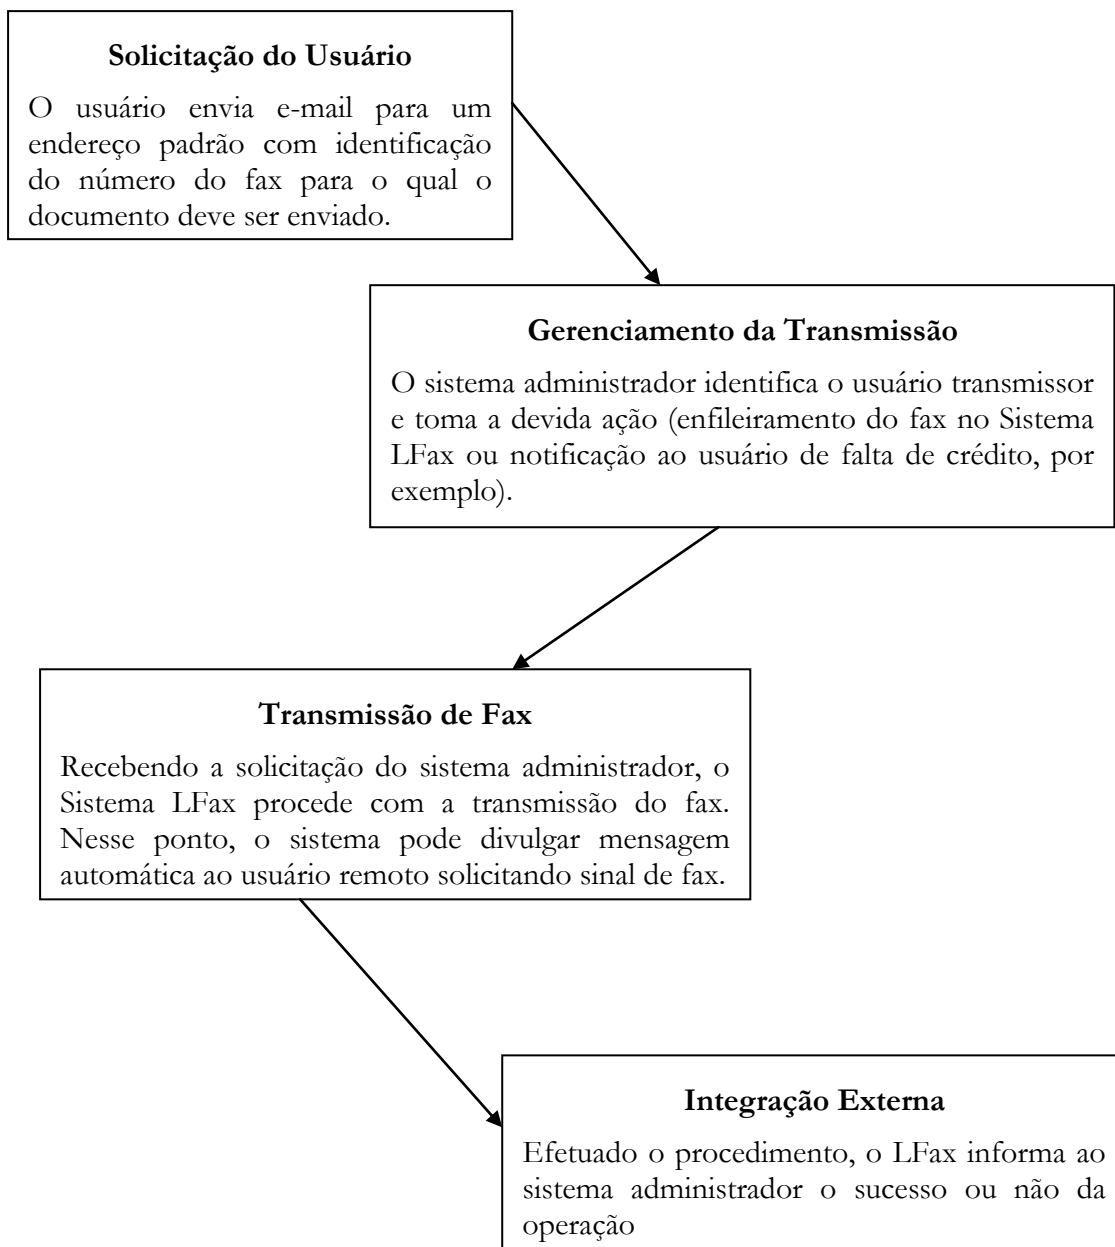 Solicitação do Usuário
O usuário envia e-mail para um
endereço padrão com identificação
do número do fax para o qual o
documento deve ser enviado.
Gerenciamento da Transmissão
O sistema administrador identifica o usuário transmissor
e toma a devida ação (enfileiramento do fax no Sistema
LFax ou notificação ao usuário de falta de crédito, por
exemplo).
Transmissão de Fax
Recebendo a solicitação do sistema administrador, o
Sistema LFax procede com a transmissão do fax.
Nesse ponto, o sistema pode divulgar mensagem
automática ao usuário remoto solicitando sinal de fax.
Integração Externa
Efetuado o procedimento, o LFax informa ao
sistema administrador o sucesso ou não da
operação